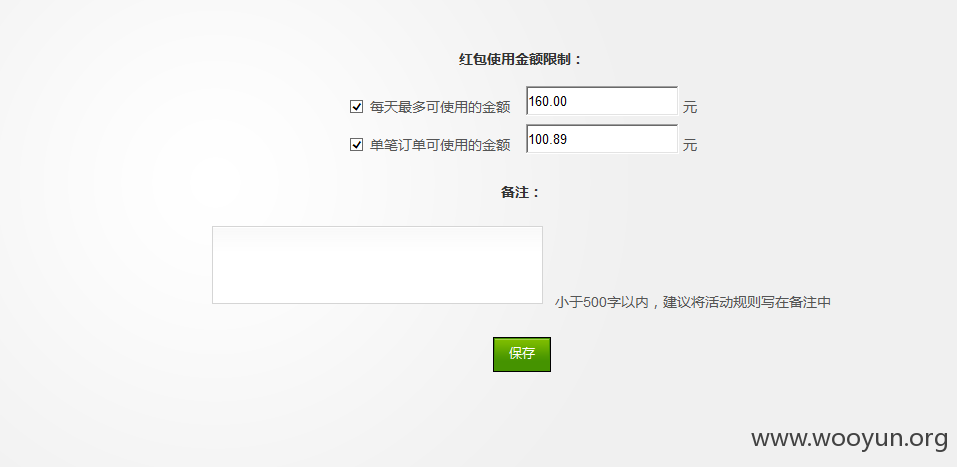 红包使用金额限制：
每天最多可使用的金额 160.00 元
单笔订单可使用的金额 100.89 元
备注：
小于500字以内，建议将活动规则写在备注中
保存
www.wooyun.org